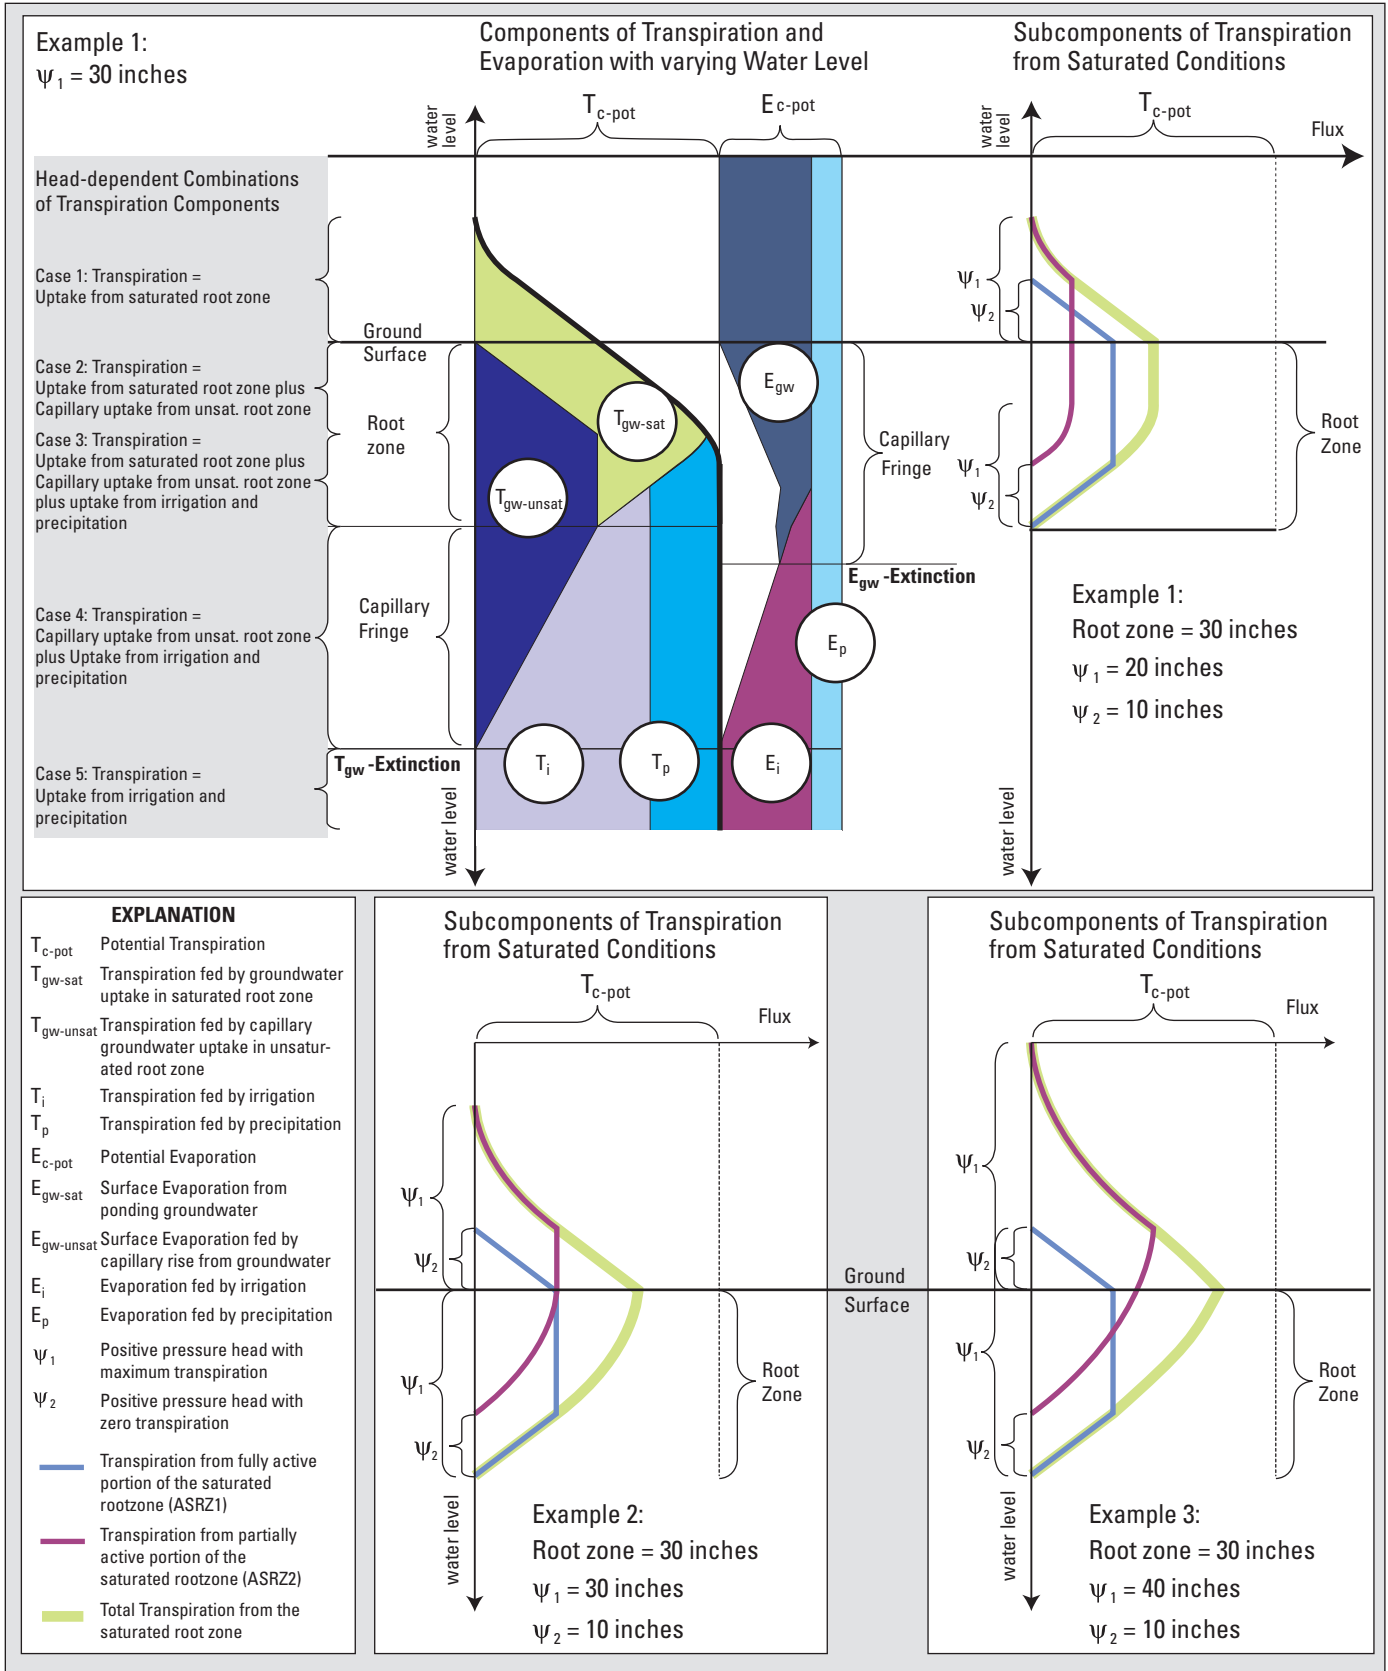 Example 1:
ψ1 = 30 inches
Components of Transpiration and
Evaporation with varying Water Level
Subcomponents of Transpiration
from Saturated Conditions
water
level
Tc-pot
Ec-pot
water
level
Tc-pot
Flux
Head-dependent Combinations
of Transpiration Components
Case 1: Transpiration =
Uptake from saturated root zone
Case 2: Transpiration =
Uptake from saturated root zone plus
Capillary uptake from unsat. root zone
Case 3: Transpiration =
Uptake from saturated root zone plus
Capillary uptake from unsat. root zone
plus uptake from irrigation and
precipitation
Case 4: Transpiration =
Capillary uptake from unsat. root zone
plus Uptake from irrigation and
precipitation
Case 5: Transpiration =
Uptake from irrigation and
precipitation
Ground
Surface
Root
zone
Capillary
Fringe
Tgw-Extinction
Tgw-sat
Tgw-unsat
Ti
Tp
Egw
Ep
Ei
Capillary
Fringe
Egw-Extinction
water level
ψ1
ψ2
ψ1
ψ2
Root
Zone
Example 1:
Root zone = 30 inches
ψ1 = 20 inches
ψ2 = 10 inches
water level
EXPLANATION
Tc-pot Potential Transpiration
Tgw-sat Transpiration fed by groundwater
uptake in saturated root zone
Tgw-unsat Transpiration fed by capillary
groundwater uptake in unsatur-
ated root zone
Ti Transpiration fed by irrigation
Tp Transpiration fed by precipitation
Ec-pot Potential Evaporation
Egw-sat Surface Evaporation from
ponding groundwater
Egw-unsat Surface Evaporation fed by
capillary rise from groundwater
Ei Evaporation fed by irrigation
Ep Evaporation fed by precipitation
ψ1 Positive pressure head with
maximum transpiration
ψ2 Positive pressure head with
zero transpiration
Transpiration from fully active
portion of the saturated
rootzone (ASRZ1)
Transpiration from partially
active portion of the
saturated rootzone (ASRZ2)
Total Transpiration from the
saturated root zone
Subcomponents of Transpiration
from Saturated Conditions
Tc-pot
Flux
ψ1
ψ2
ψ1
ψ2
Root
Zone
water level
Example 2:
Root zone = 30 inches
ψ1 = 30 inches
ψ2 = 10 inches
Ground
Surface
Subcomponents of Transpiration
from Saturated Conditions
Tc-pot
Flux
ψ1
ψ2
ψ1
ψ2
Root
Zone
water level
Example 3:
Root zone = 30 inches
ψ1 = 40 inches
ψ2 = 10 inches